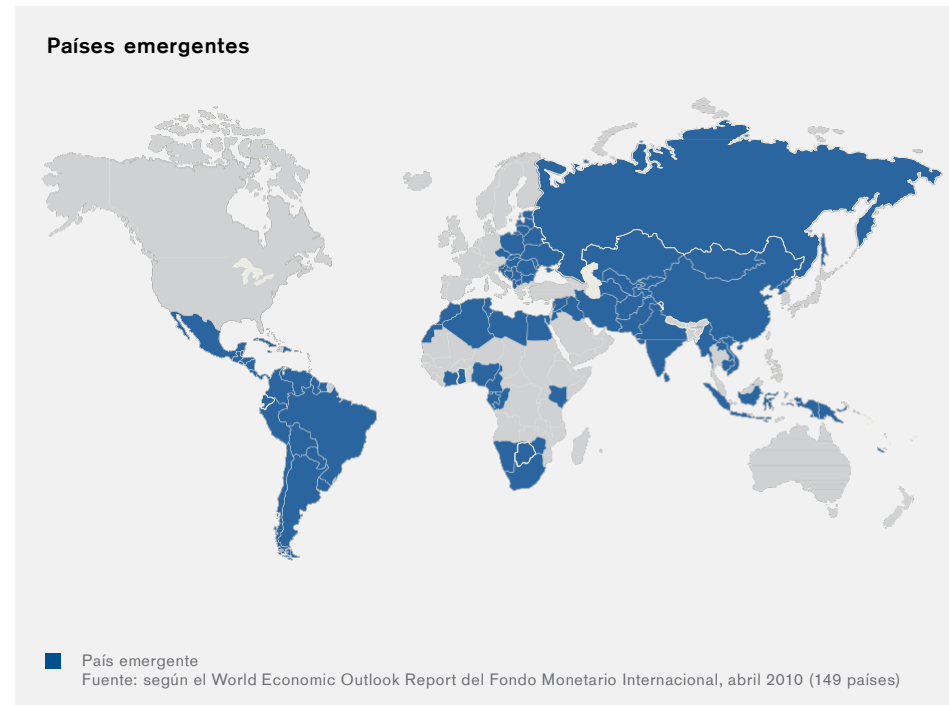 Países emergentes
País emergente
Fuente: según el World Economic Outlook Report del Fondo Monetario Internacional, abril 2010 (149 países)